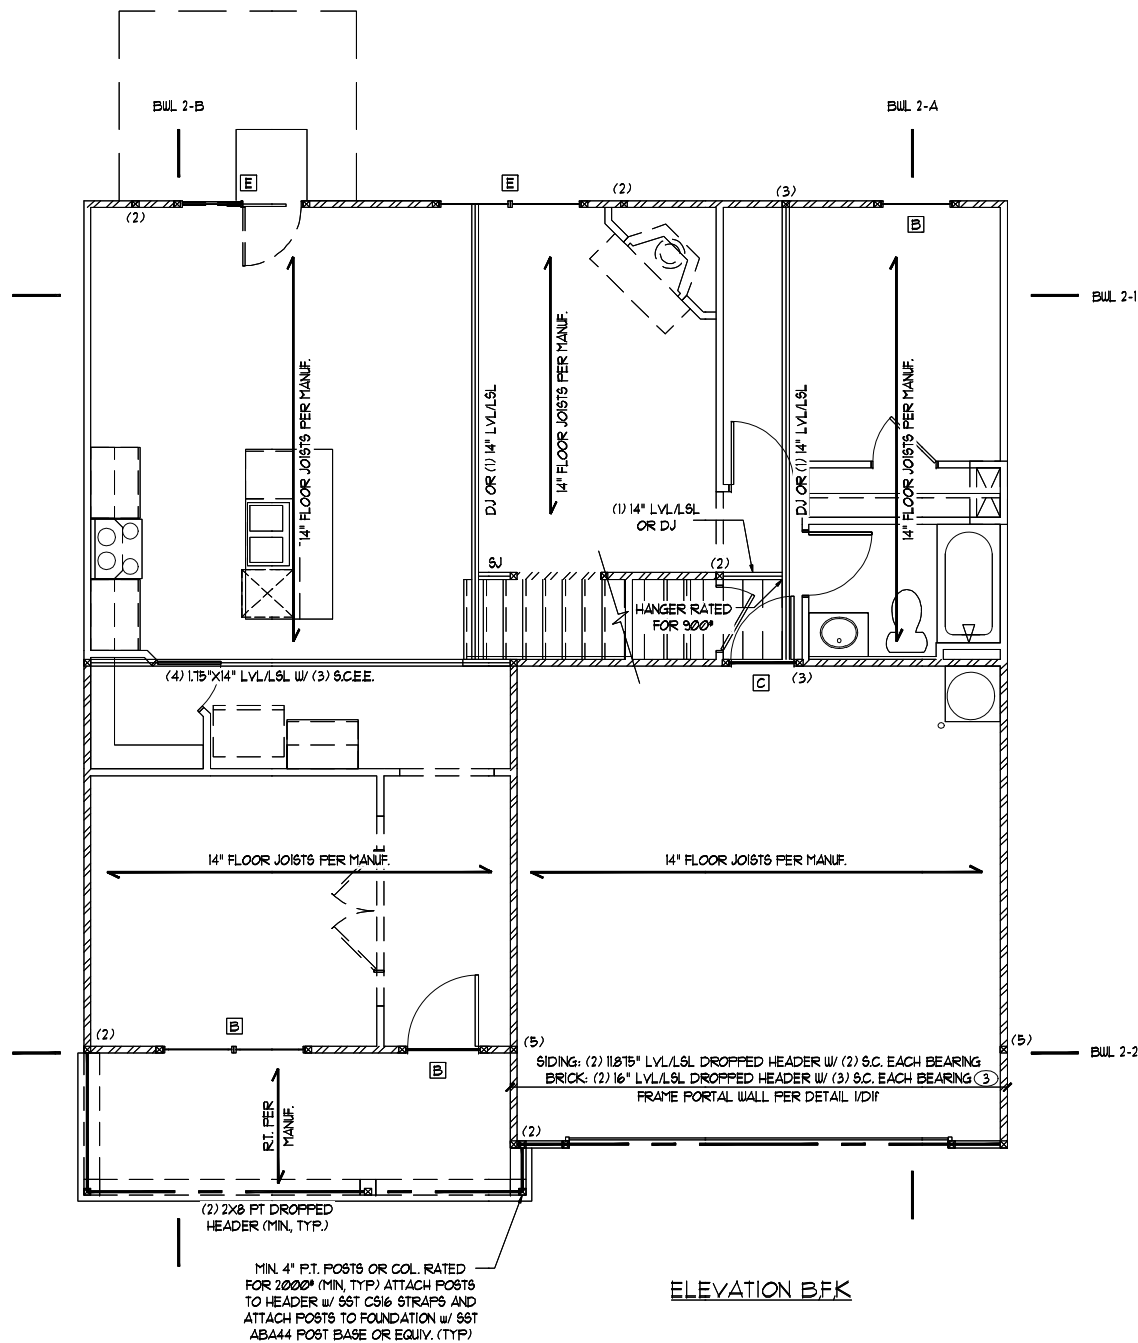 BWL 2-B
BWL 2-A
E
E
(2)
(3)
(2)
B
BWL 2-1
14" FLOOR JOISTS PER MANUF.
DJ OR (1) 14" LVL/LSL
14" FLOOR JOISTS PER MANUF.
DJ OR (1) 14" LVL/LSL
14" FLOOR JOISTS PER MANUF.
(1) 14" LVL/LSL
OR DJ
SJ
(2)
HANGER RATED
FOR 900#
(4) 1.75"X14" LVL/LSL W/ (3) S.C.E.E.
C
(3)
14" FLOOR JOISTS PER MANUF.
14" FLOOR JOISTS PER MANUF.
(2)
B
(5)
(5)
B
BWL 2-2
SIDING: (2) 11.875" LVL/LSL DROPPED HEADER W/ (2) S.C. EACH BEARING
BRICK: (2) 16" LVL/LSL DROPPED HEADER W/ (3) S.C. EACH BEARING 3
FRAME PORTAL WALL PER DETAIL 1/D1f
R.T. PER
MANUF.
(2)
(2) 2X8 PT DROPPED
HEADER (MIN., TYP.)
MIN. 4" P.T. POSTS OR COL. RATED
FOR 2000# (MIN, TYP) ATTACH POSTS
TO HEADER w/ SST CS16 STRAPS AND
ATTACH POSTS TO FOUNDATION w/ SST
ABA44 POST BASE OR EQUIV. (TYP)
ELEVATION B,F,K